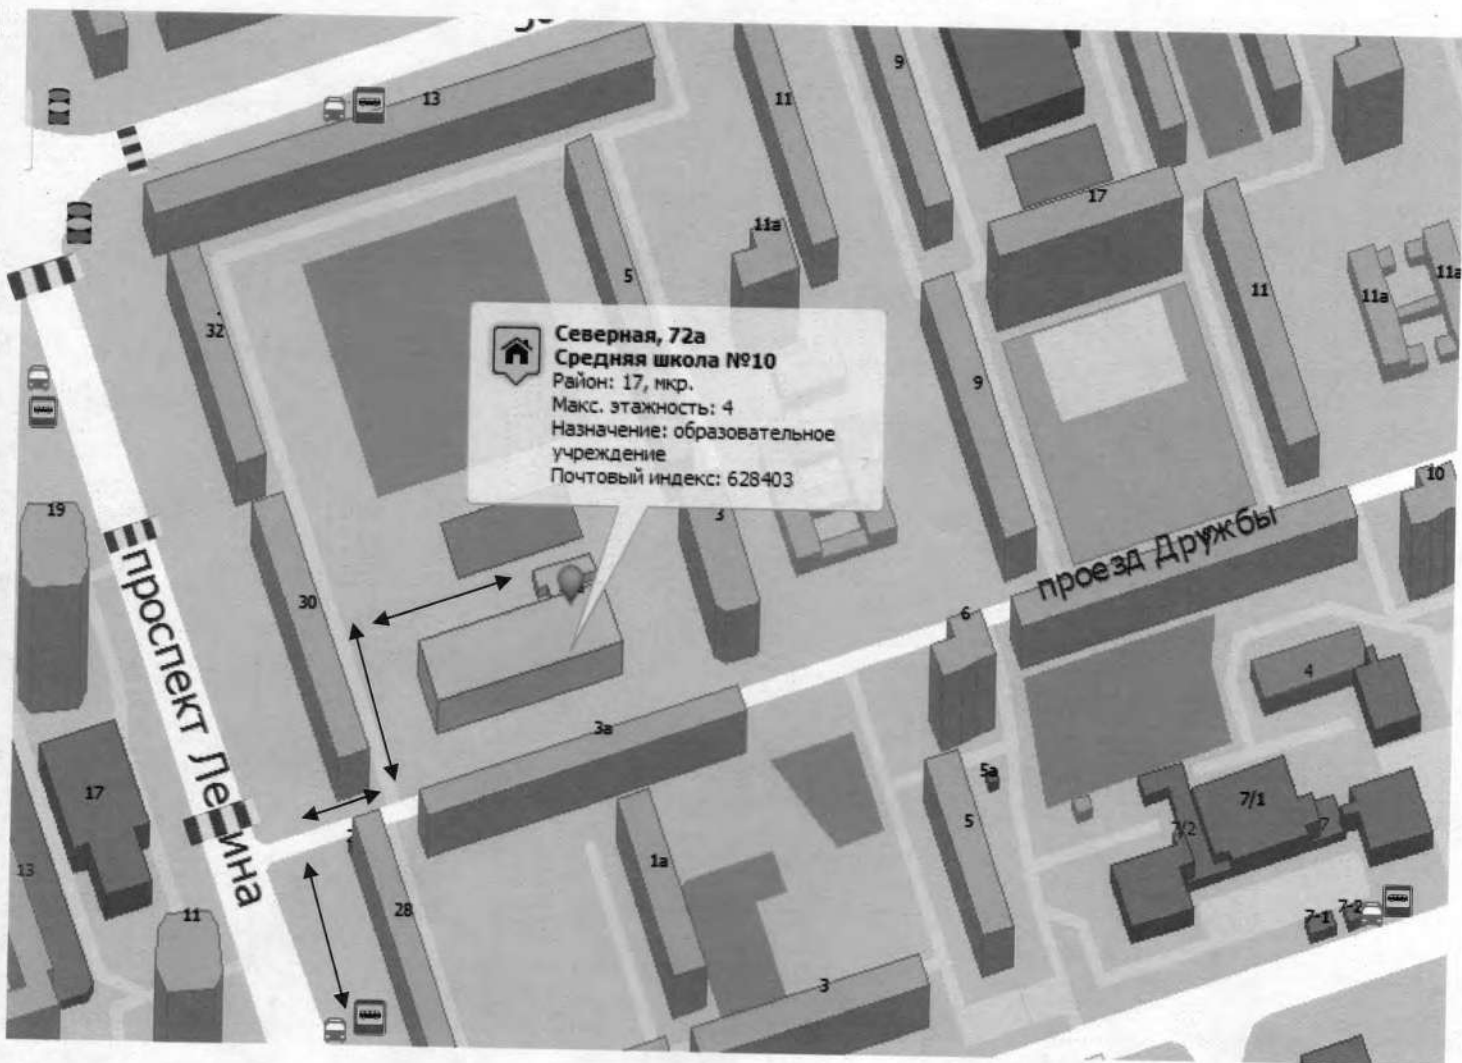 13
11
9
17
11
11а
11а
11а
5
32
9
Северная, 72а
Средняя школа №10
Район: 17, мкр.
Макс. этажность: 4
Назначение: образовательное
учреждение
Почтовый индекс: 628403
10
19
3
проезд Дружбы
30
6
проспект Ленина
4
3а
5а
17
7/1
5
7/2
7
1а
13
28
11
7-1
7-2
3